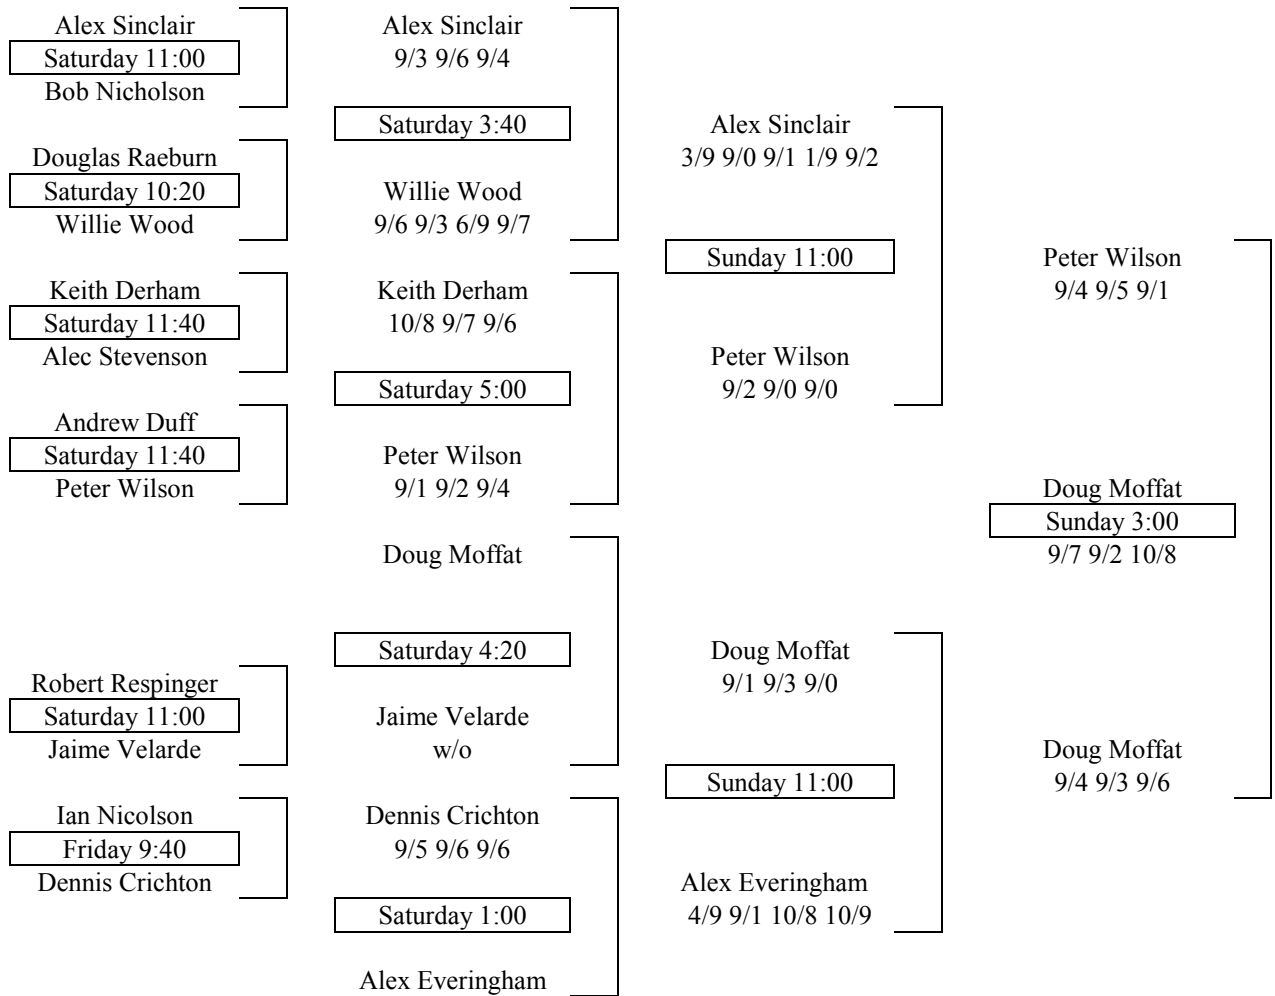 Alex Sinclair
Saturday 11:00
Bob Nicholson
Douglas Raeburn
Saturday 10:20
Willie Wood
Keith Derham
Saturday 11:40
Alec Stevenson
Andrew Duff
Saturday 11:40
Peter Wilson
Robert Respinger
Saturday 11:00
Jaime Velarde
Ian Nicolson
Friday 9:40
Dennis Crichton
Alex Sinclair
9/3 9/6 9/4
Saturday 3:40
Willie Wood
9/6 9/3 6/9 9/7
Keith Derham
10/8 9/7 9/6
Saturday 5:00
Peter Wilson
9/1 9/2 9/4
Doug Moffat
Saturday 4:20
Jaime Velarde
w/o
Dennis Crichton
9/5 9/6 9/6
Saturday 1:00
Alex Everingham
Alex Sinclair
3/9 9/0 9/1 1/9 9/2
Sunday 11:00
Peter Wilson
9/2 9/0 9/0
Doug Moffat
9/1 9/3 9/0
Sunday 11:00
Alex Everingham
4/9 9/1 10/8 10/9
Peter Wilson
9/4 9/5 9/1
Doug Moffat
Sunday 3:00
9/7 9/2 10/8
Doug Moffat
9/4 9/3 9/6